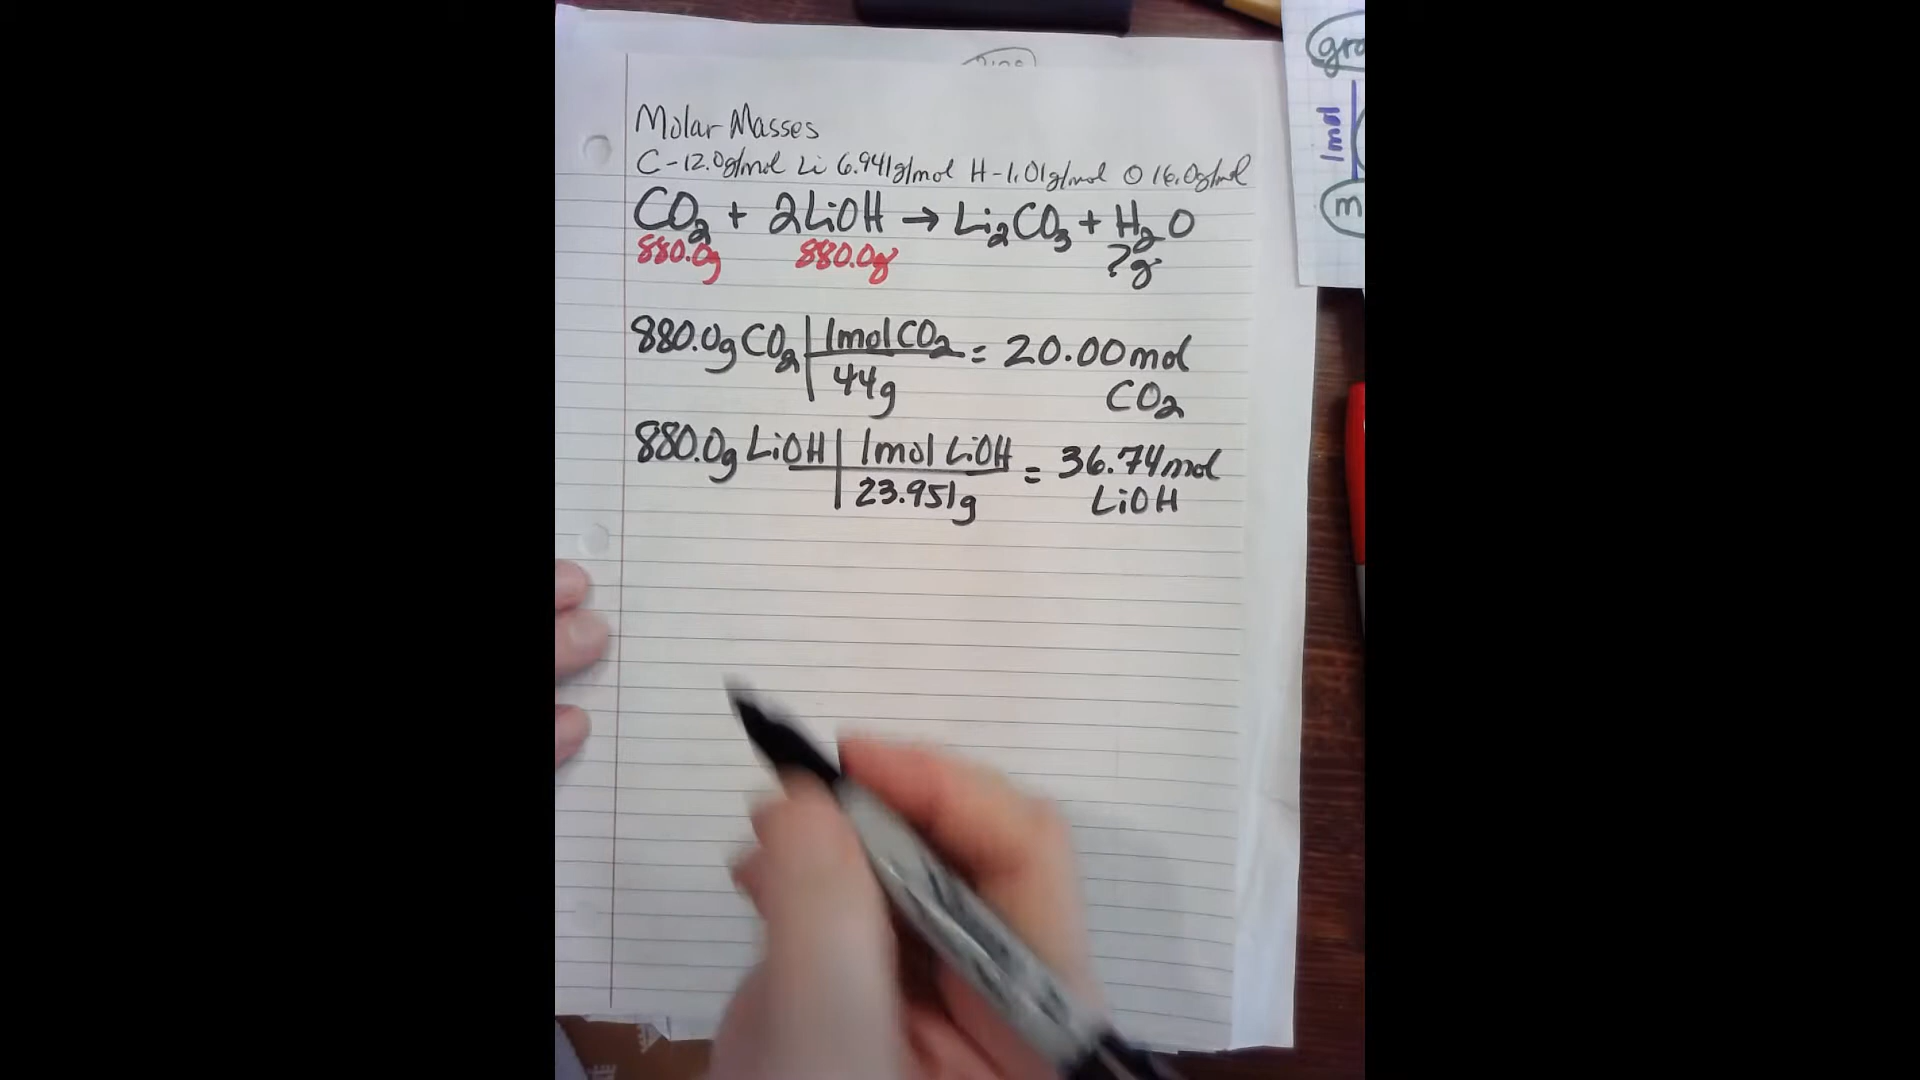 Molar Masses
C-12.0g/mol Li 6.941g/mol H-1.01g/mol O 16.0g/mol
CO₂ + 2LiOH → Li₂CO₃ + H₂O
880.0g 880.0g ?g
880.0g CO₂ | 1mol CO₂ = 20.00mol
44g CO₂
880.0g LiOH | 1mol LiOH = 36.74mol
23.951g LiOH
gra
1mol
m